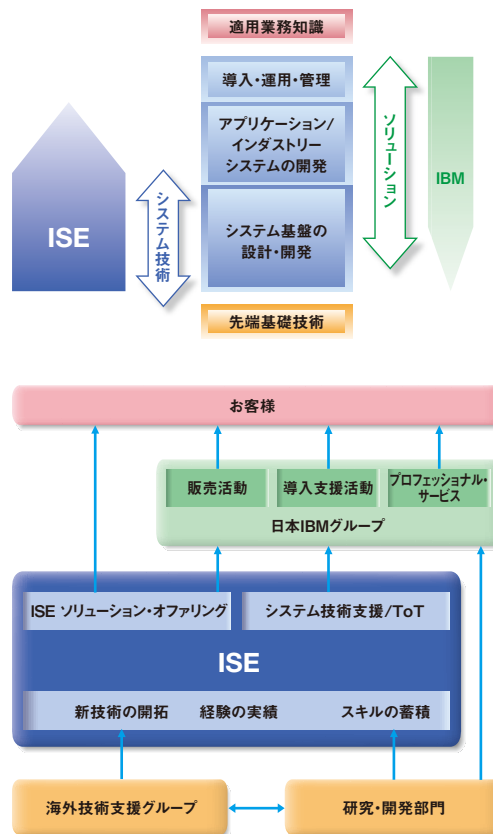 適用業務知識
導入・運用・管理
アプリケーション/
インダストリー
システムの開発
システム基盤の
設計・開発
先端基礎技術
ISE
システム技術
ソリューション
IBM
お客様
販売活動
導入支援活動
プロフェッショナル・
サービス
日本IBMグループ
ISE ソリューション・オファリング
システム技術支援/ToT
ISE
新技術の開拓
経験の実績
スキルの蓄積
海外技術支援グループ
研究・開発部門